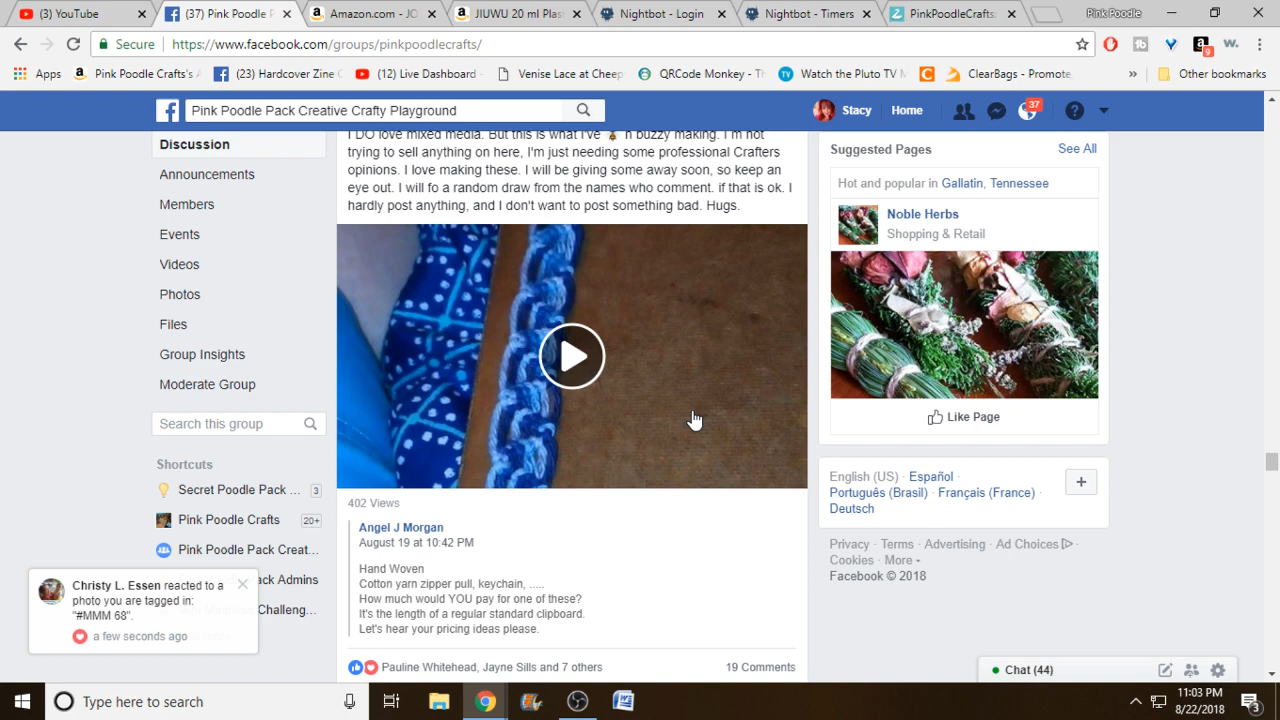 (3) YouTube
(37) Pink Poodle P
Amazon.com - JO
JIUWU 20 ml Plas
Nightbot - Login
Nightbot - Timers
PinkPoodleCrafts
Pink Poodle
Secure
https://www.facebook.com/groups/pinkpoodlecrafts/
9
Apps
Pink Poodle Crafts's A
(23) Hardcover Zine
(12) Live Dashboard
Venise Lace at Cheep
QRCode Monkey - Th
Watch the Pluto TV M
ClearBags - Promote
Other bookmarks
Pink Poodle Pack Creative Crafty Playground
Stacy
Home
37
Discussion
Announcements
Members
Events
Videos
Photos
Files
Group Insights
Moderate Group
Search this group
Shortcuts
Secret Poodle Pack ...
3
Pink Poodle Crafts
20+
Pink Poodle Pack Creat...
Pack Admins
Challeng...
Christy L. Essen reacted to a
photo you are tagged in:
"#MMM 68".
a few seconds ago
I DO love mixed media. But this is what I've n buzzy making. I'm not
trying to sell anything on here, I'm just needing some professional Crafters
opinions. I love making these. I will be giving some away soon, so keep an
eye out. I will fo a random draw from the names who comment. if that is ok. I
hardly post anything, and I don't want to post something bad. Hugs.
402 Views
Angel J Morgan
August 19 at 10:42 PM
Hand Woven
Cotton yarn zipper pull, keychain, .....
How much would YOU pay for one of these?
It's the length of a regular standard clipboard.
Let's hear your pricing ideas please.
Pauline Whitehead, Jayne Sills and 7 others
19 Comments
Suggested Pages
See All
Hot and popular in Gallatin, Tennessee
Noble Herbs
Shopping & Retail
Like Page
English (US) · Español ·
Português (Brasil) · Français (France) ·
Deutsch
Privacy · Terms · Advertising · Ad Choices ·
Cookies · More
Facebook © 2018
Chat (44)
Type here to search
11:03 PM
8/22/2018
3